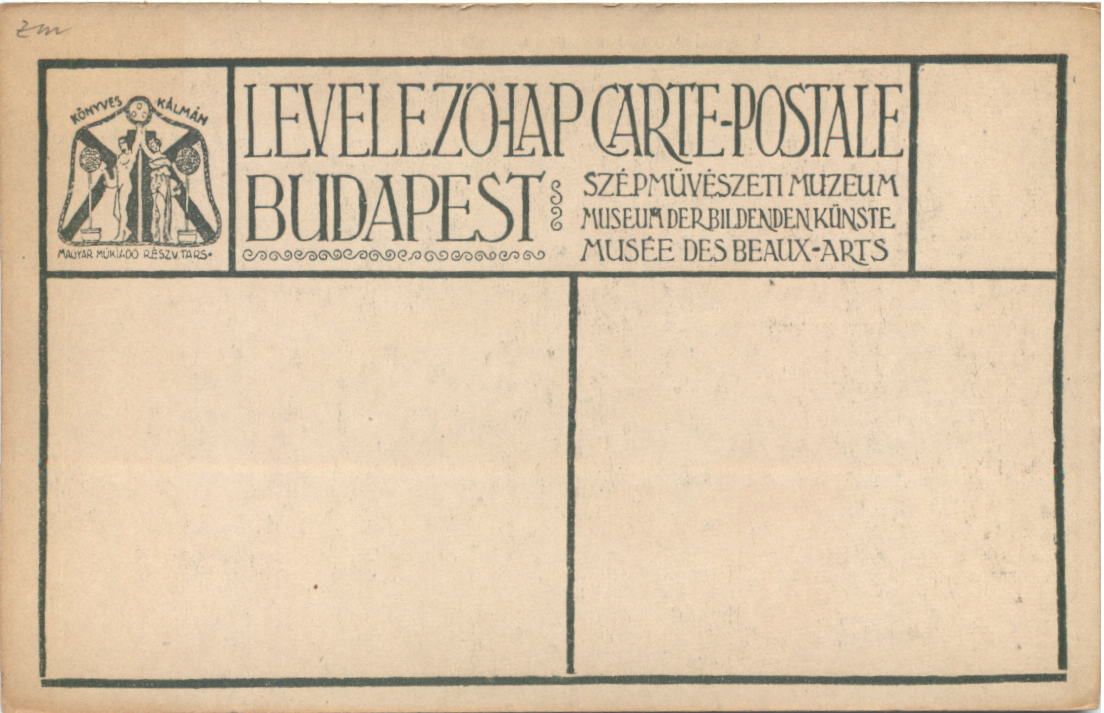 KÖNYVES KÁLMÁN
MAGYAR MŰKIADÓ RÉSZV. TÁRS.
LEVELEZŐ-LAP CARTE-POSTALE
BUDAPEST
SZÉPMŰVÉSZETI MUZEUM
MUSEUM DER BILDENDEN KÜNSTE
MUSÉE DES BEAUX-ARTS